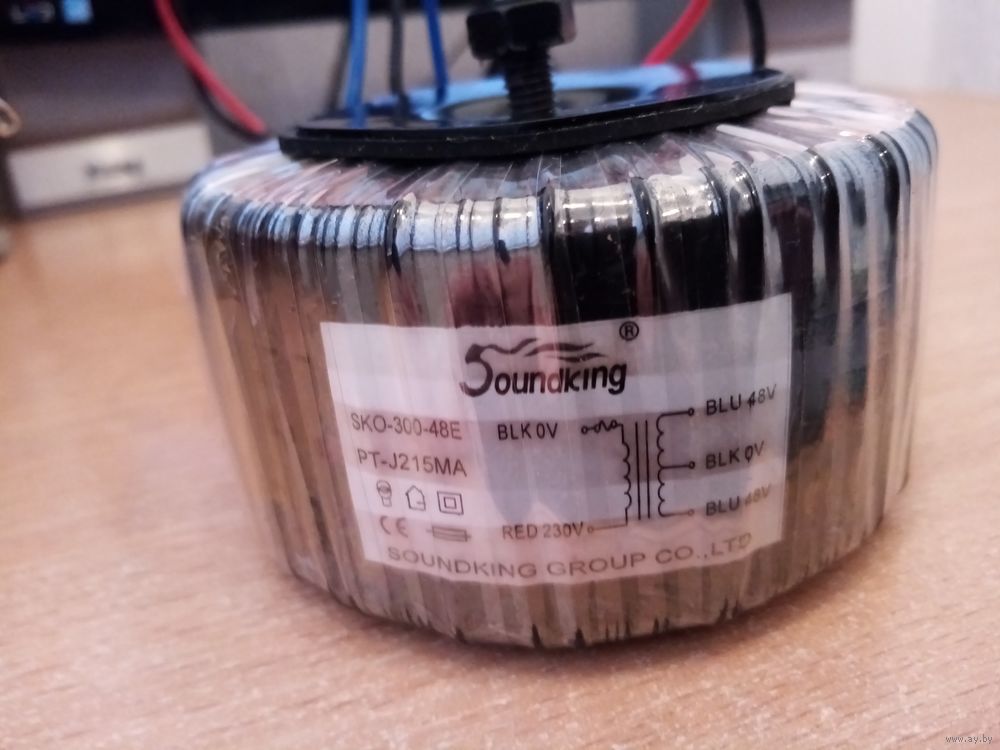 Soundking®
SKO-300-48E
PT-J215MA
BLK 0V
RED 230V
BLU 48V
BLK 0V
BLU 48V
CE
SOUNDKING GROUP CO.,LTD
www.ay.by